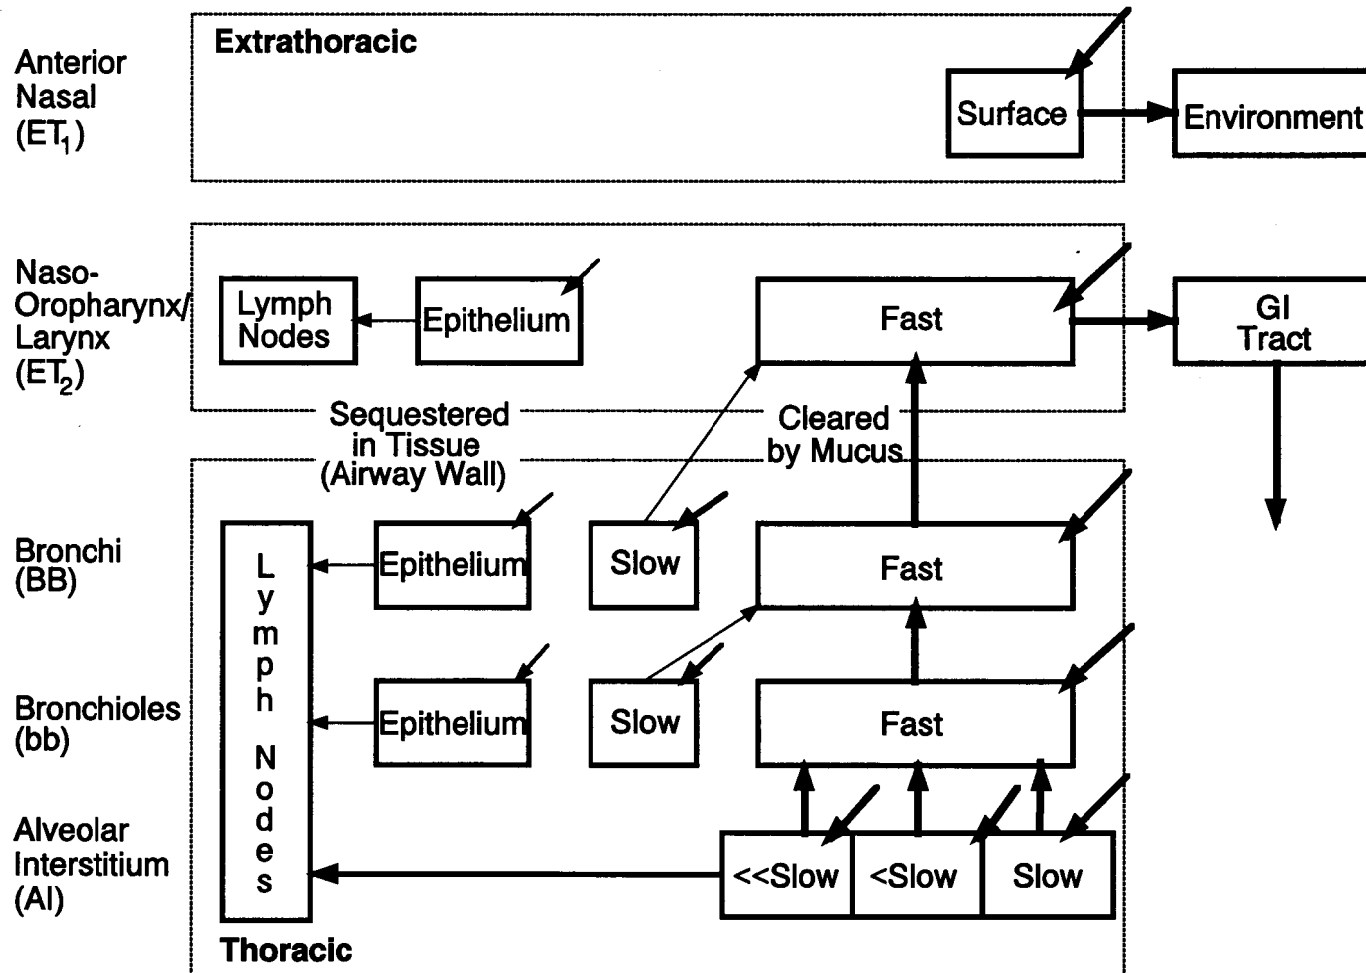 Extrathoracic
Anterior
Nasal
(ET1)
Surface
Environment
Naso-
Oropharynx/
Larynx
(ET2)
Lymph
Nodes
Epithelium
Fast
GI
Tract
Sequestered
in Tissue
(Airway Wall)
Cleared
by Mucus
Bronchi
(BB)
Lymph Nodes
Epithelium
Slow
Fast
Bronchioles
(bb)
Epithelium
Slow
Fast
Alveolar
Interstitium
(AI)
<<Slow
<Slow
Slow
Thoracic